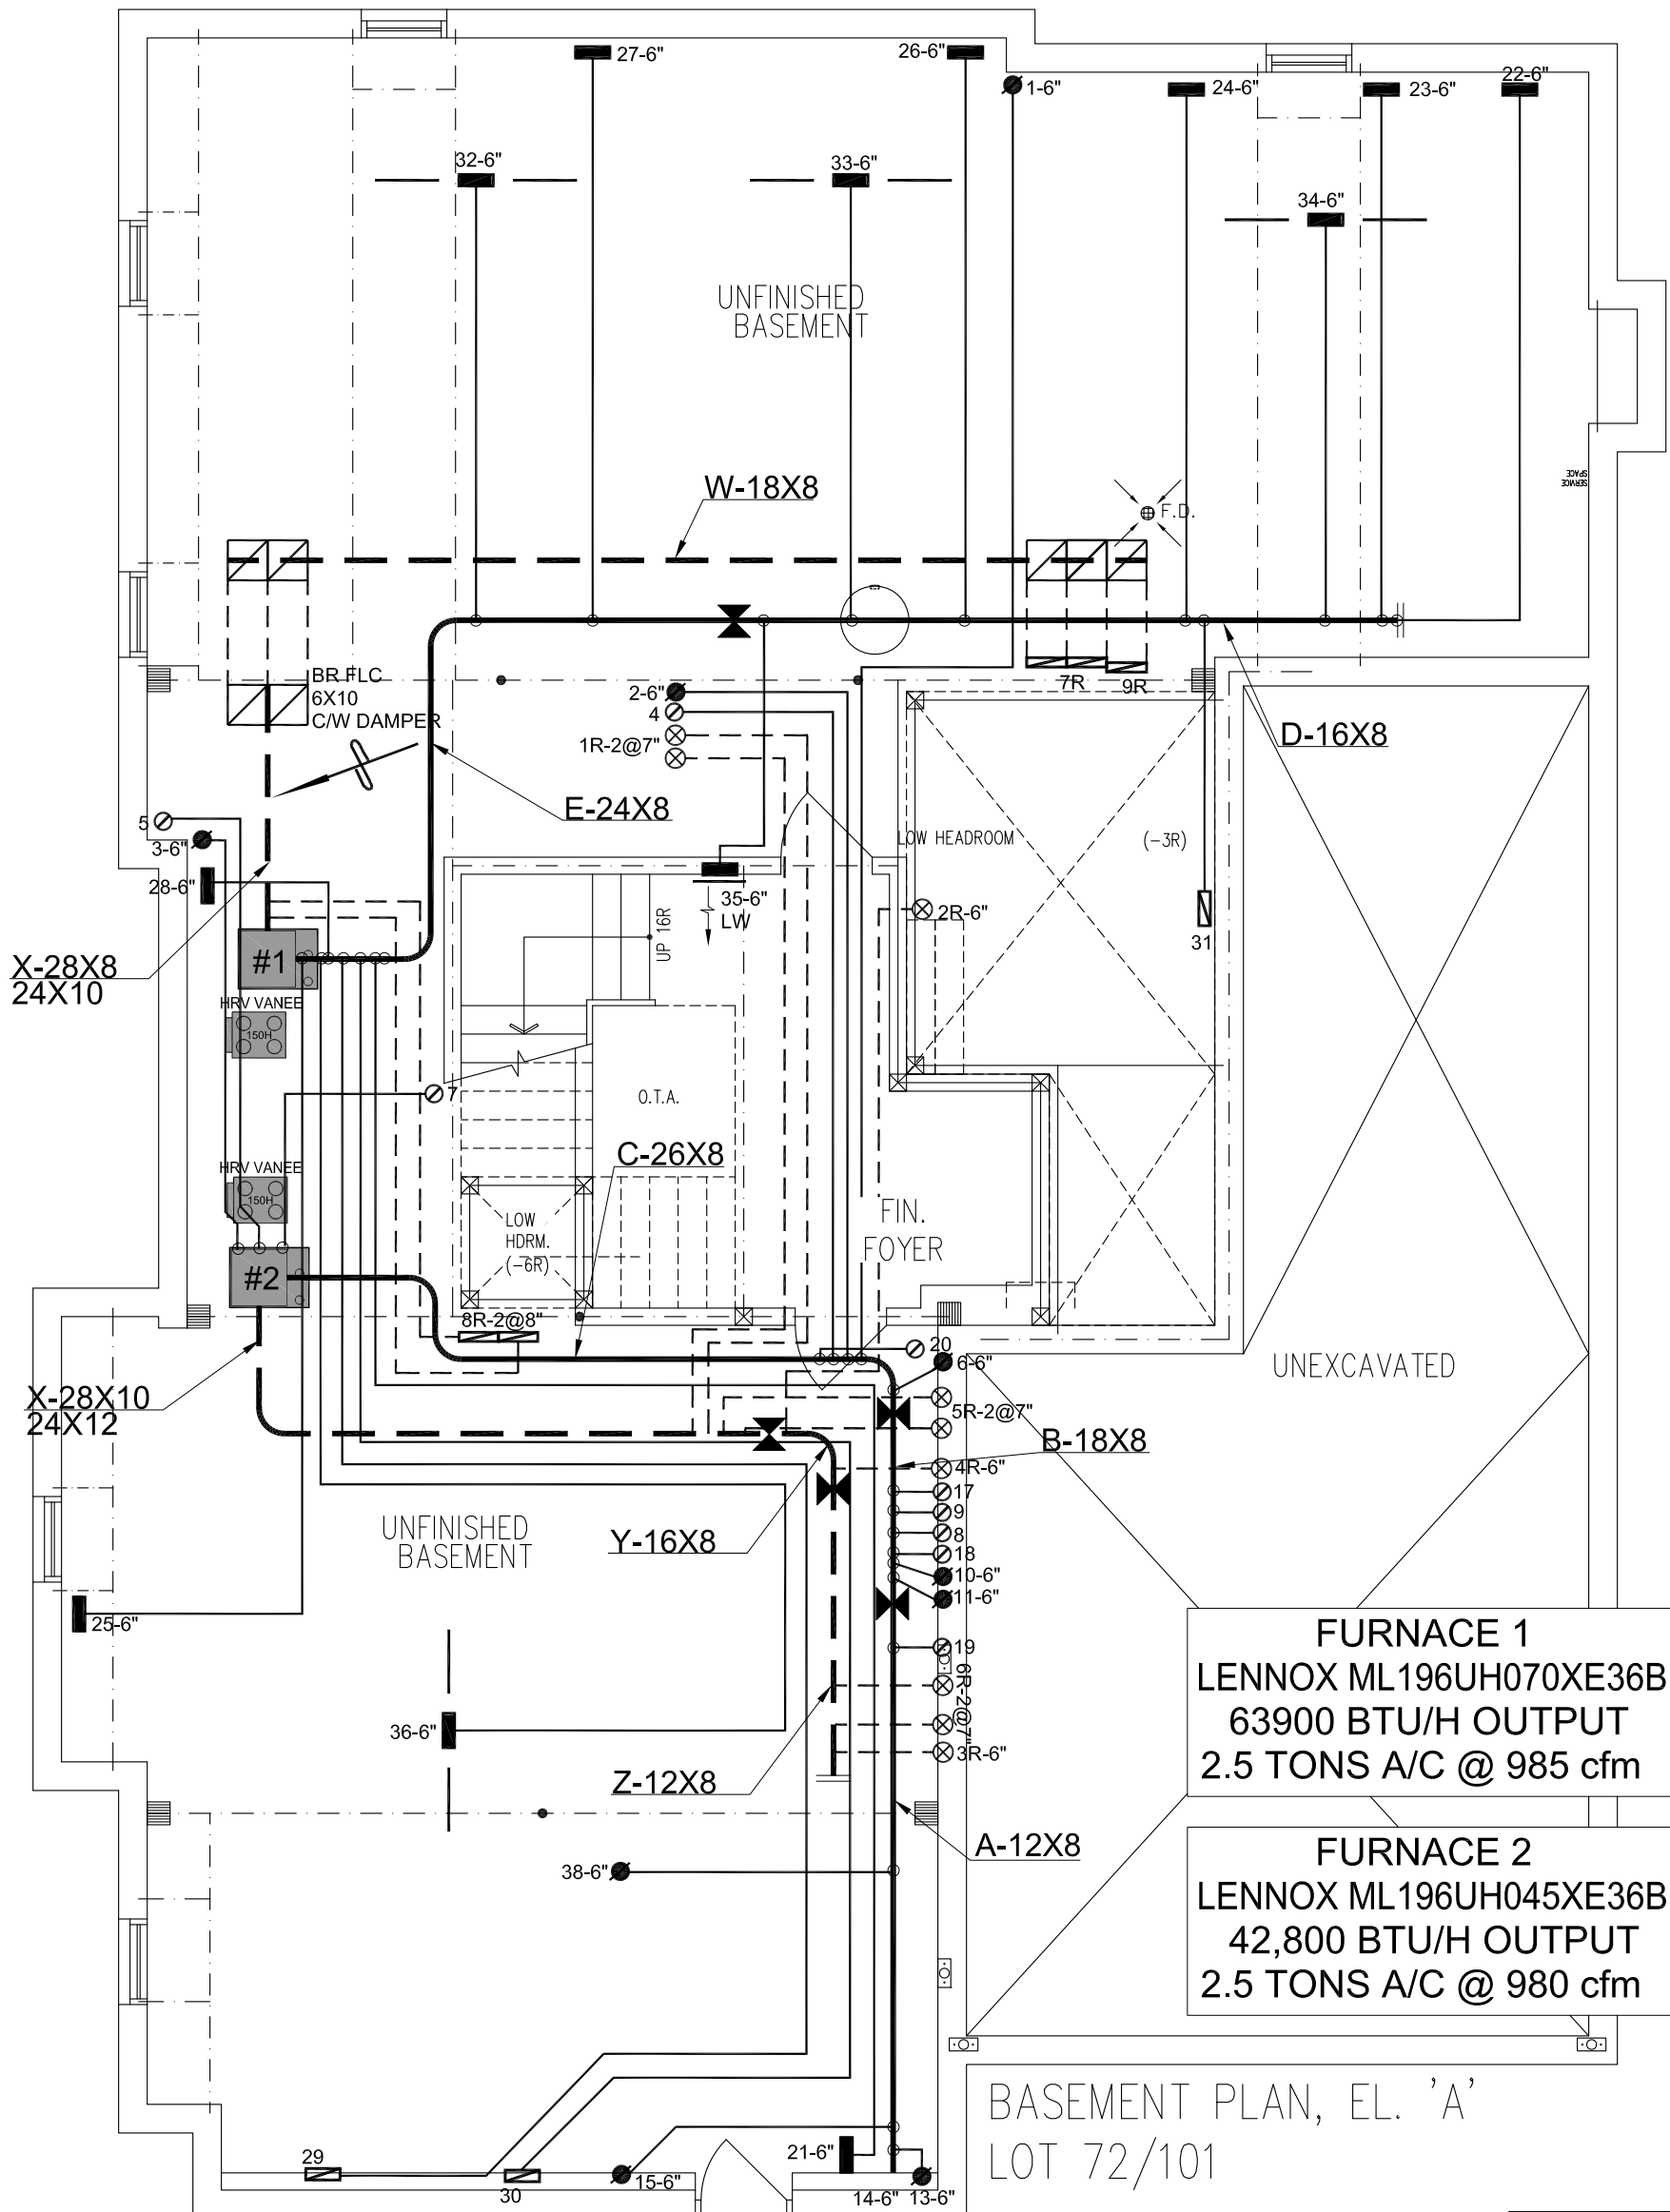 27-6"
26-6"
1-6"
24-6"
23-6"
22-6"
32-6"
33-6"
34-6"
UNFINISHED
BASEMENT
SERVICE
SPACE
W-18X8
F.D.
BR FLC
6X10
C/W DAMPER
2-6"
4
1R-2@7"
7R
9R
D-16X8
E-24X8
5
3-6"
28-6"
LOW HEADROOM
(-3R)
35-6"
LW
UP 16R
2R-6"
31
#1
X-28X8
24X10
HRV VANEE
150H
7
O.T.A.
C-26X8
HRV VANEE
150H
LOW
HDRM.
(-6R)
FIN.
FOYER
#2
8R-2@8"
20
6-6"
UNEXCAVATED
X-28X10
24X12
5R-2@7"
B-18X8
4R-6"
17
9
8
18
10-6"
11-6"
UNFINISHED
BASEMENT
Y-16X8
25-6"
19
6R-2@7"
3R-6"
36-6"
Z-12X8
A-12X8
38-6"
FURNACE 1
LENNOX ML196UH070XE36B
63900 BTU/H OUTPUT
2.5 TONS A/C @ 985 cfm
FURNACE 2
LENNOX ML196UH045XE36B
42,800 BTU/H OUTPUT
2.5 TONS A/C @ 980 cfm
BASEMENT PLAN, EL. 'A'
LOT 72/101
29
30
15-6"
21-6"
14-6"
13-6"